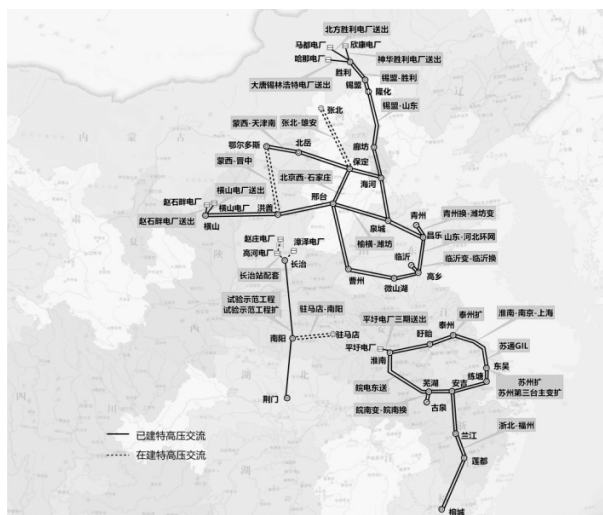 北方胜利电厂送出
马都电厂
欣康电厂
哈那电厂
神华胜利电厂送出
胜利
大唐锡林浩特电厂送出
锡盟
锡盟-胜利
隆化
张北
锡盟-山东
蒙西-天津南
张北-雄安
鄂尔多斯
北岳
廊坊
保定
蒙西-晋中
北京西-石家庄
海河
横山电厂送出
赵石畔电厂
横山电厂
洪善
邢台
赵石畔电厂送出
横山
泉城
青州
青州换-潍坊变
昌乐
赵庄电厂
漳泽电厂
榆横-潍坊
山东-河北环网
高河电厂
长治
临沂
临沂变-临沂换
高乡
长治站配套
曹州
微山湖
试验示范工程
试验示范工程扩
驻马店-南阳
平圩电厂三期送出
泰州扩
淮南-南京-上海
驻马店
盱眙
泰州
南阳
平圩电厂
淮南
苏通GIL
东吴
练塘
皖电东送
芜湖
安吉
苏州扩
苏州第三台主变扩
荆门
皖南变-皖南换
古泉
浙北-福州
兰江
莲都
榕城
已建特高压交流
在建特高压交流